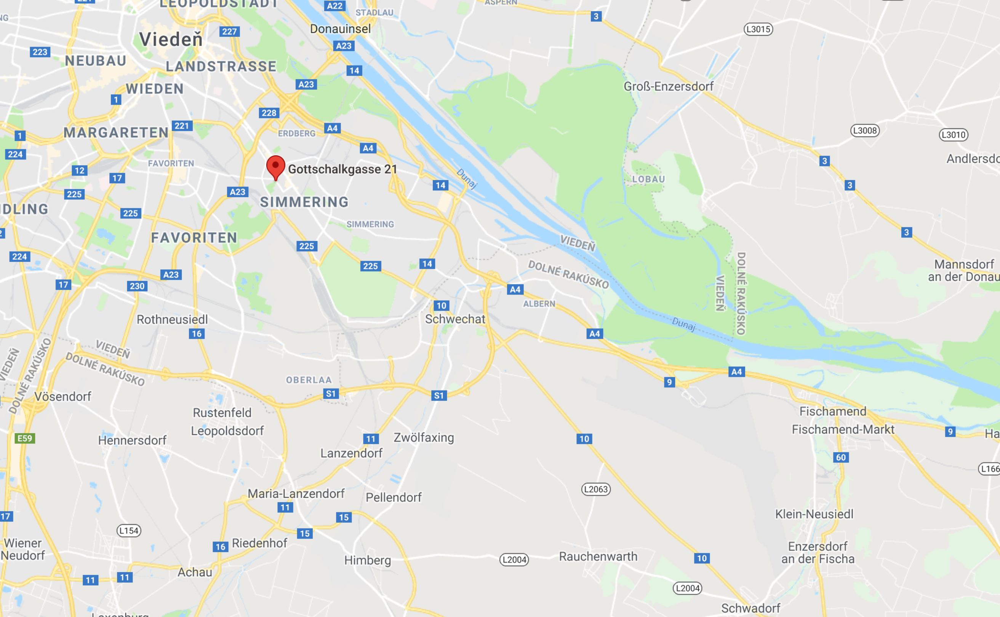 221
LEOPOLDSTADT
A22
STADLAU
ASPERN
3
Donauinsel
L3015
NG
227
Viedeň
A23
223
NEUBAU
LANDSTRASSE
14
A23
WIEDEN
Groß-Enzersdorf
1
228
221
A4
ERDBERG
MARGARETEN
1
L3008
L3010
A4
224
Andlersdo
3
FAVORITEN
12
Gottschalkgasse 21
17
Dunaj
LOBAU
14
3
A23
225
SIMMERING
IDLING
225
SIMMERING
2
3
FAVORITEN
225
VIEDEŇ
224
14
225
DOLNÉ RAKÚSKO
Mannsdorf
an der Donau
A23
17
230
A4
VIEDEŇ
DOLNÉ RAKÚSKO
10
ALBERN
Rothneusiedl
Schwechat
Dunaj
16
A4
VIEDEŇ
DOLNÉ RAKÚSKO
VIEDEŇ
DOLNÉ RAKÚSKO
A4
OBERLAA
9
S1
S1
Vösendorf
Rustenfeld
Fischamend
Leopoldsdorf
Fischamend-Markt
9
Ha
E59
Hennersdorf
11
Zwölfaxing
10
Lanzendorf
60
L166
L2063
Maria-Lanzendorf
Pellendorf
11
Klein-Neusiedl
17
15
L154
15
Wiener
Neudorf
16
Riedenhof
Enzersdorf
an der Fischa
Himberg
L2004
Rauchenwarth
10
Achau
11
11
L2004
Schwadorf
Laxenburg